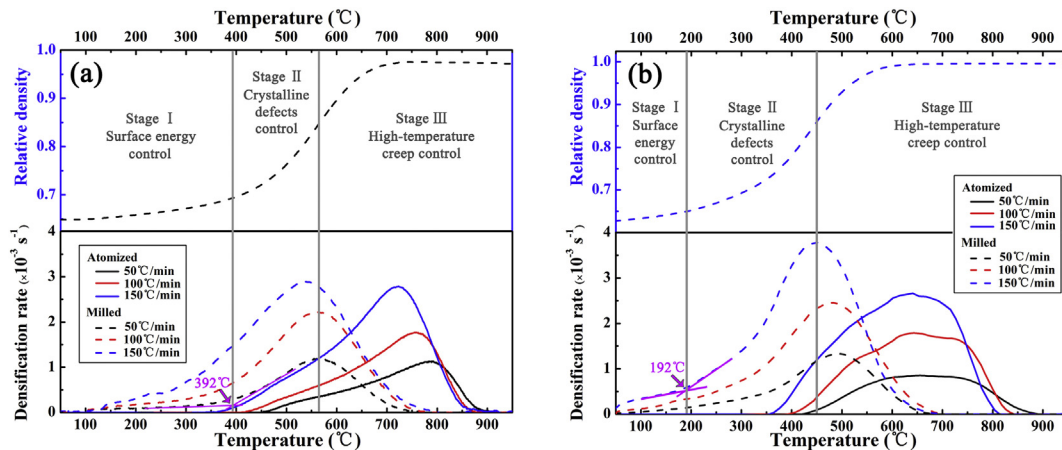 Temperature (℃)
100 200 300 400 500 600 700 800 900
1.0
0.9
0.8
0.7
0.6
Relative density
(a)
Stage Ⅰ
Surface energy
control
Stage Ⅱ
Crystalline
defects
control
Stage Ⅲ
High-temperature
creep control
4
3
2
1
0
Densification rate (×10⁻³ s⁻¹)
Atomized
50℃/min
100℃/min
150℃/min
Milled
50℃/min
100℃/min
150℃/min
392℃
100 200 300 400 500 600 700 800 900
Temperature (℃)
Temperature (℃)
100 200 300 400 500 600 700 800 900
1.0
0.9
0.8
0.7
0.6
Relative density
(b)
Stage Ⅰ
Surface
energy
control
Stage Ⅱ
Crystalline
defects control
Stage Ⅲ
High-temperature
creep control
4
3
2
1
0
Densification rate (×10⁻³ s⁻¹)
Atomized
50℃/min
100℃/min
150℃/min
Milled
50℃/min
100℃/min
150℃/min
192℃
100 200 300 400 500 600 700 800 900
Temperature (℃)